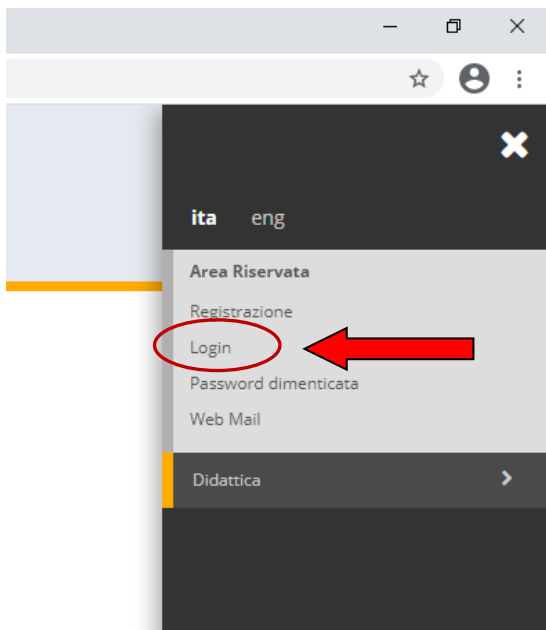 ita eng
Area Riservata
Registrazione
Login
Password dimenticata
Web Mail
Didattica